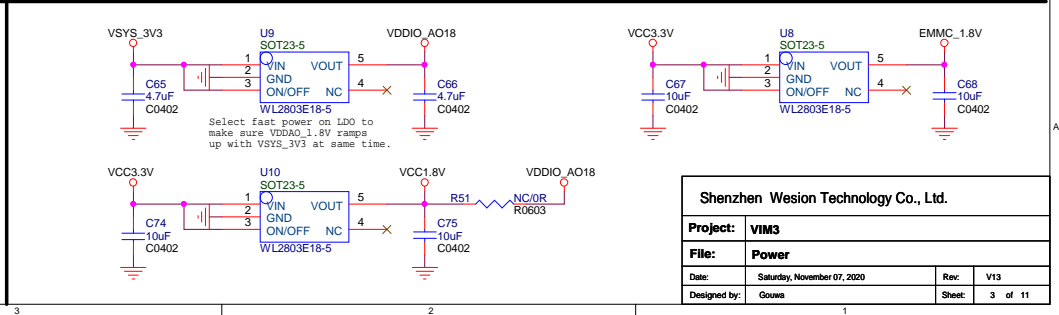 VSYS_3V3
U9
SOT23-5
VDDIO_AO18
1
2
3
VIN
GND
ON/OFF
VOUT
NC
5
4
C65
4.7uF
C0402
WL2803E18-5
C66
4.7uF
C0402
Select fast power on LDO to
make sure VDDAO_1.8V ramps
up with VSYS_3V3 at same time.
VCC3.3V
U8
SOT23-5
EMMC_1.8V
1
2
3
VIN
GND
ON/OFF
VOUT
NC
5
4
C67
10uF
C0402
WL2803E18-5
C68
10uF
C0402
A
VCC3.3V
U10
SOT23-5
VCC1.8V
VDDIO_AO18
1
2
3
VIN
GND
ON/OFF
VOUT
NC
5
4
R51
NC/0R
R0603
C74
10uF
C0402
WL2803E18-5
C75
10uF
C0402
Shenzhen Wesion Technology Co., Ltd.
Project: VIM3
File: Power
Date: Saturday, November 07, 2020 Rev: V13
Designed by: Gouwa Sheet: 3 of 11
3 2 1